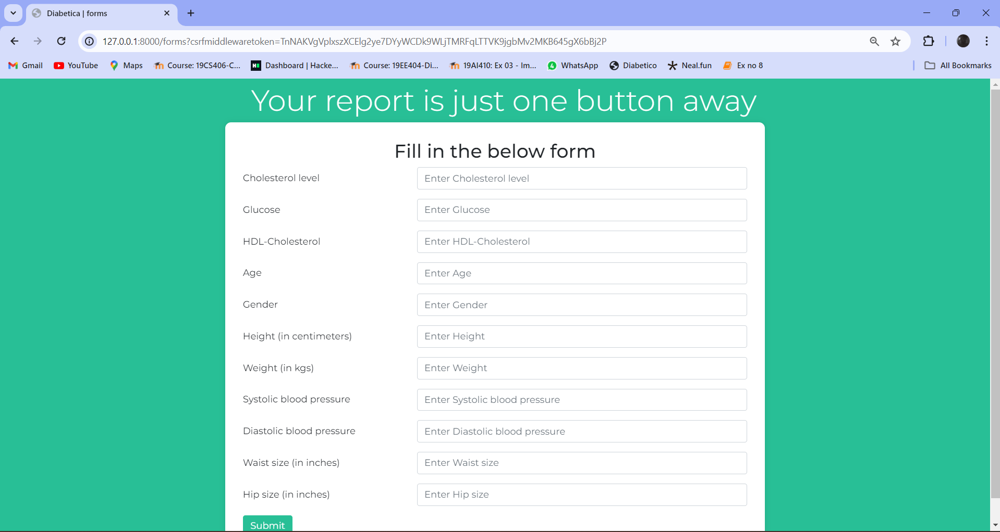 Diabetica | forms
127.0.0.1:8000/forms?csrfmiddlewaretoken=TnNAKVgVplxszXCElg2ye7DYyWCDk9WLjTMRFqLTTVK9jgbMv2MKB645gX6bBj2P
Gmail YouTube Maps Course: 19CS406-C... Dashboard | Hacke... Course: 19EE404-Di... 19AI410: Ex 03 - Im... WhatsApp Diabetico Neal.fun Ex no 8 All Bookmarks
Your report is just one button away
Fill in the below form
Cholesterol level Enter Cholesterol level
Glucose Enter Glucose
HDL-Cholesterol Enter HDL-Cholesterol
Age Enter Age
Gender Enter Gender
Height (in centimeters) Enter Height
Weight (in kgs) Enter Weight
Systolic blood pressure Enter Systolic blood pressure
Diastolic blood pressure Enter Diastolic blood pressure
Waist size (in inches) Enter Waist size
Hip size (in inches) Enter Hip size
Submit